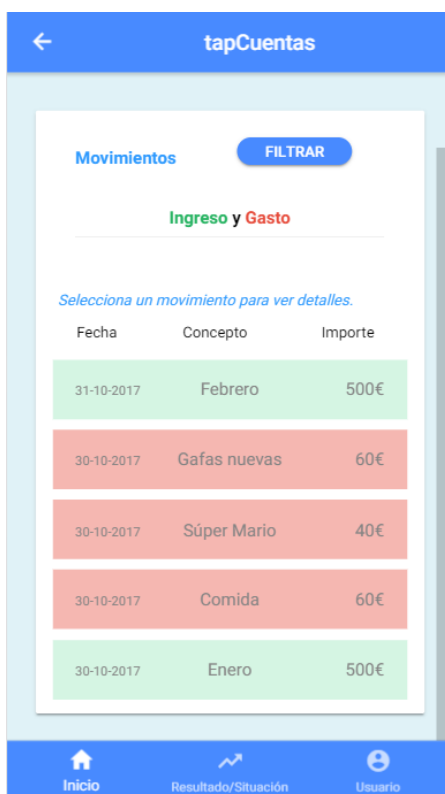 tapCuentas
Movimientos FILTRAR
Ingreso y Gasto
Selecciona un movimiento para ver detalles.
Fecha Concepto Importe
31-10-2017 Febrero 500€
30-10-2017 Gafas nuevas 60€
30-10-2017 Súper Mario 40€
30-10-2017 Comida 60€
30-10-2017 Enero 500€
Inicio Resultado/Situación Usuario